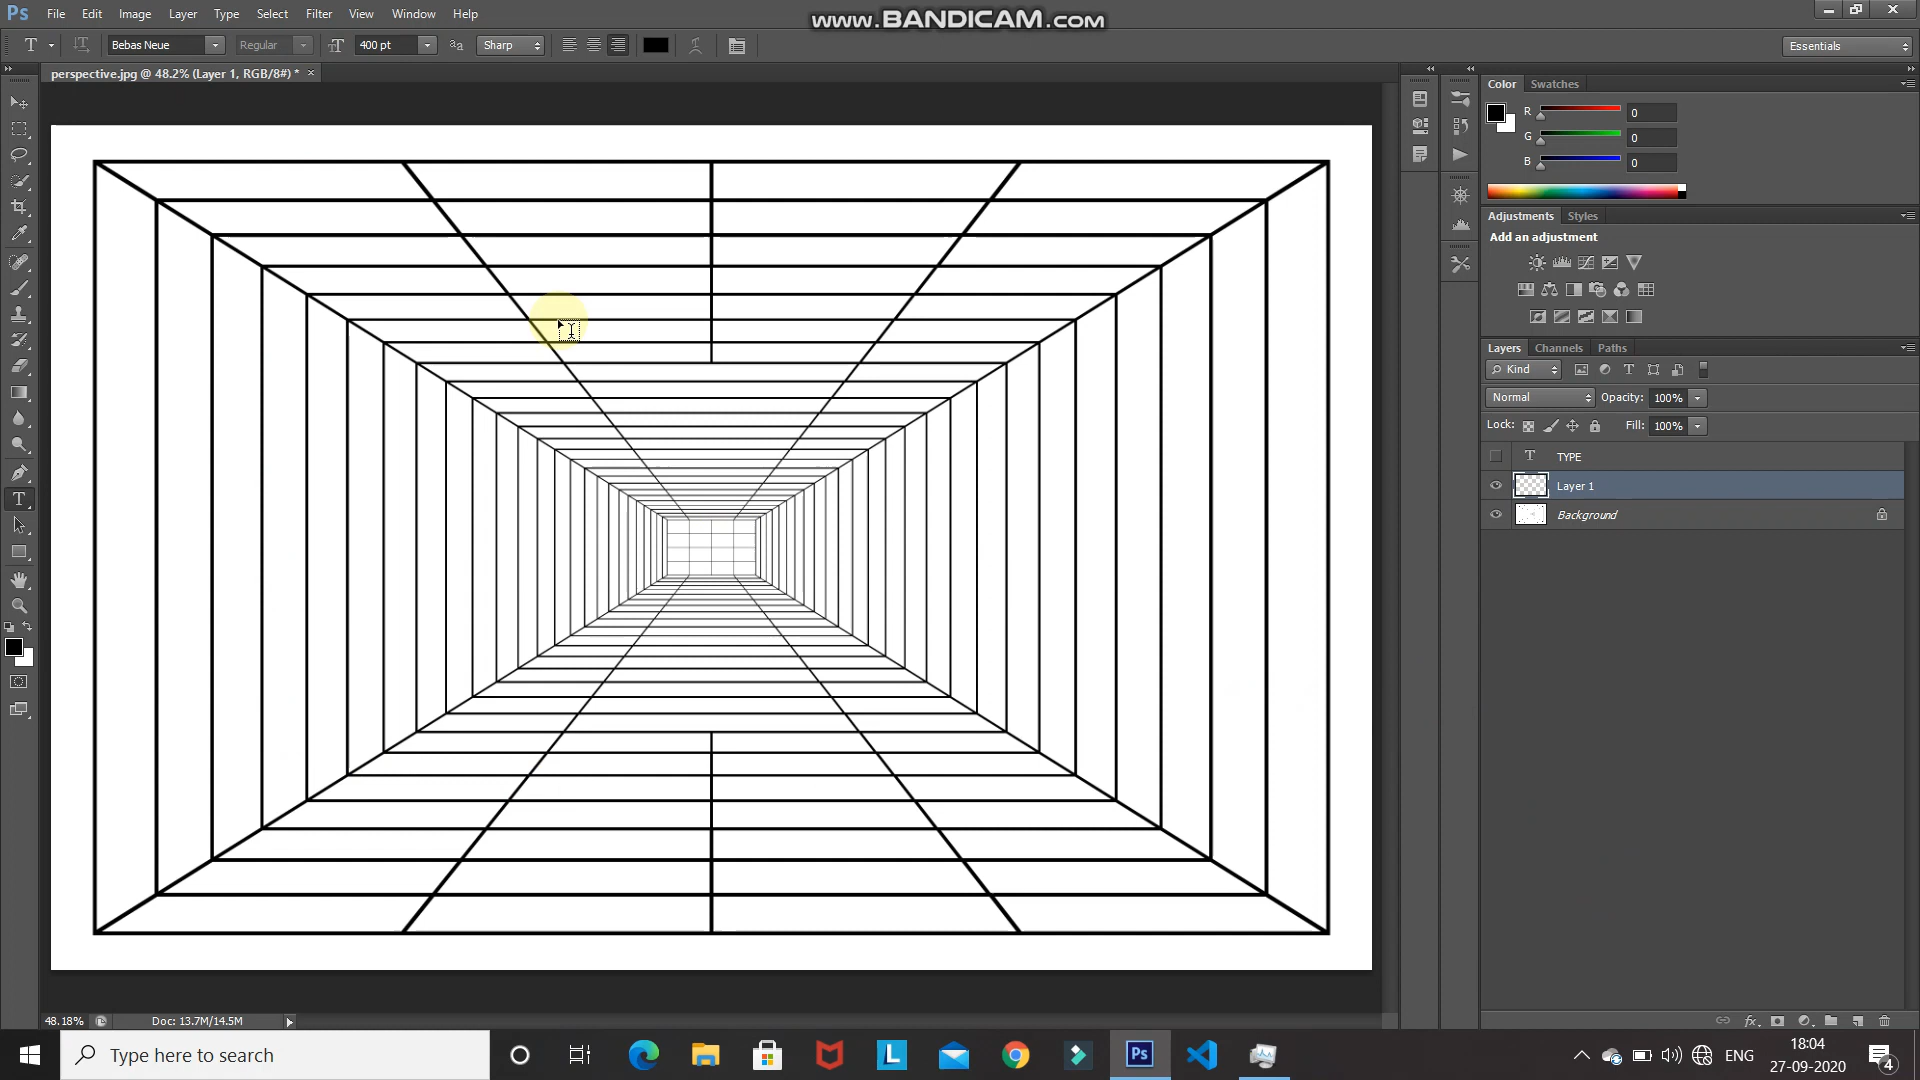 www.BANDICAM.com
Ps File Edit Image Layer Type Select Filter View Window Help
T Bebas Neue Regular 400 pt Sharp Essentials
perspective.jpg @ 48.2% (Layer 1, RGB/8#) * ×
Color Swatches
R 0
G 0
B 0
Adjustments Styles
Add an adjustment
Layers Channels Paths
Kind
Normal Opacity: 100%
Lock: Fill: 100%
T TYPE
Layer 1
Background
fx
48.18% Doc: 13.7M/14.5M
Type here to search
L
Ps
ENG
18:04
27-09-2020
4